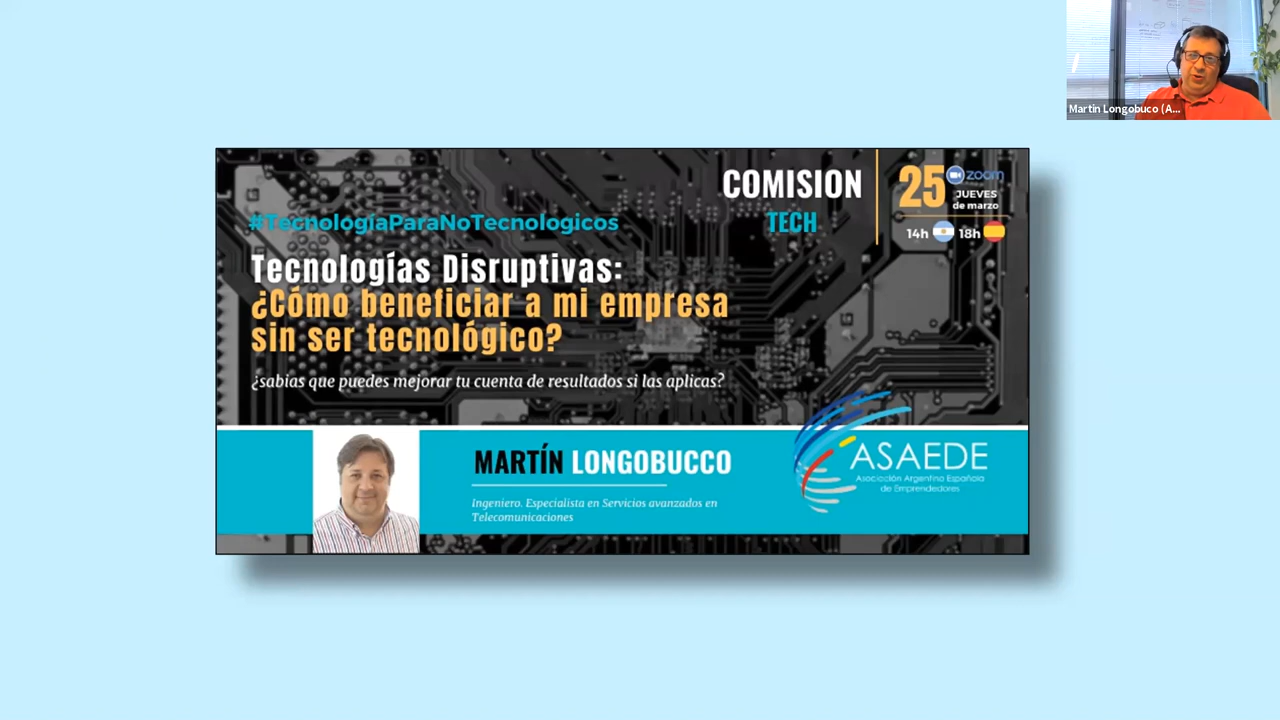 Martin Longobuco (A...
COMISION
TECH
25
zoom
JUEVES
de marzo
14h 18h
#TecnologíaParaNoTecnologicos
Tecnologías Disruptivas:
¿Cómo beneficiar a mi empresa
sin ser tecnológico?
¿sabías que puedes mejorar tu cuenta de resultados si las aplicas?
MARTÍN LONGOBUCCO
Ingeniero. Especialista en Servicios avanzados en
Telecomunicaciones
ASAEDE
Asociación Argentino Española
de Emprendedores